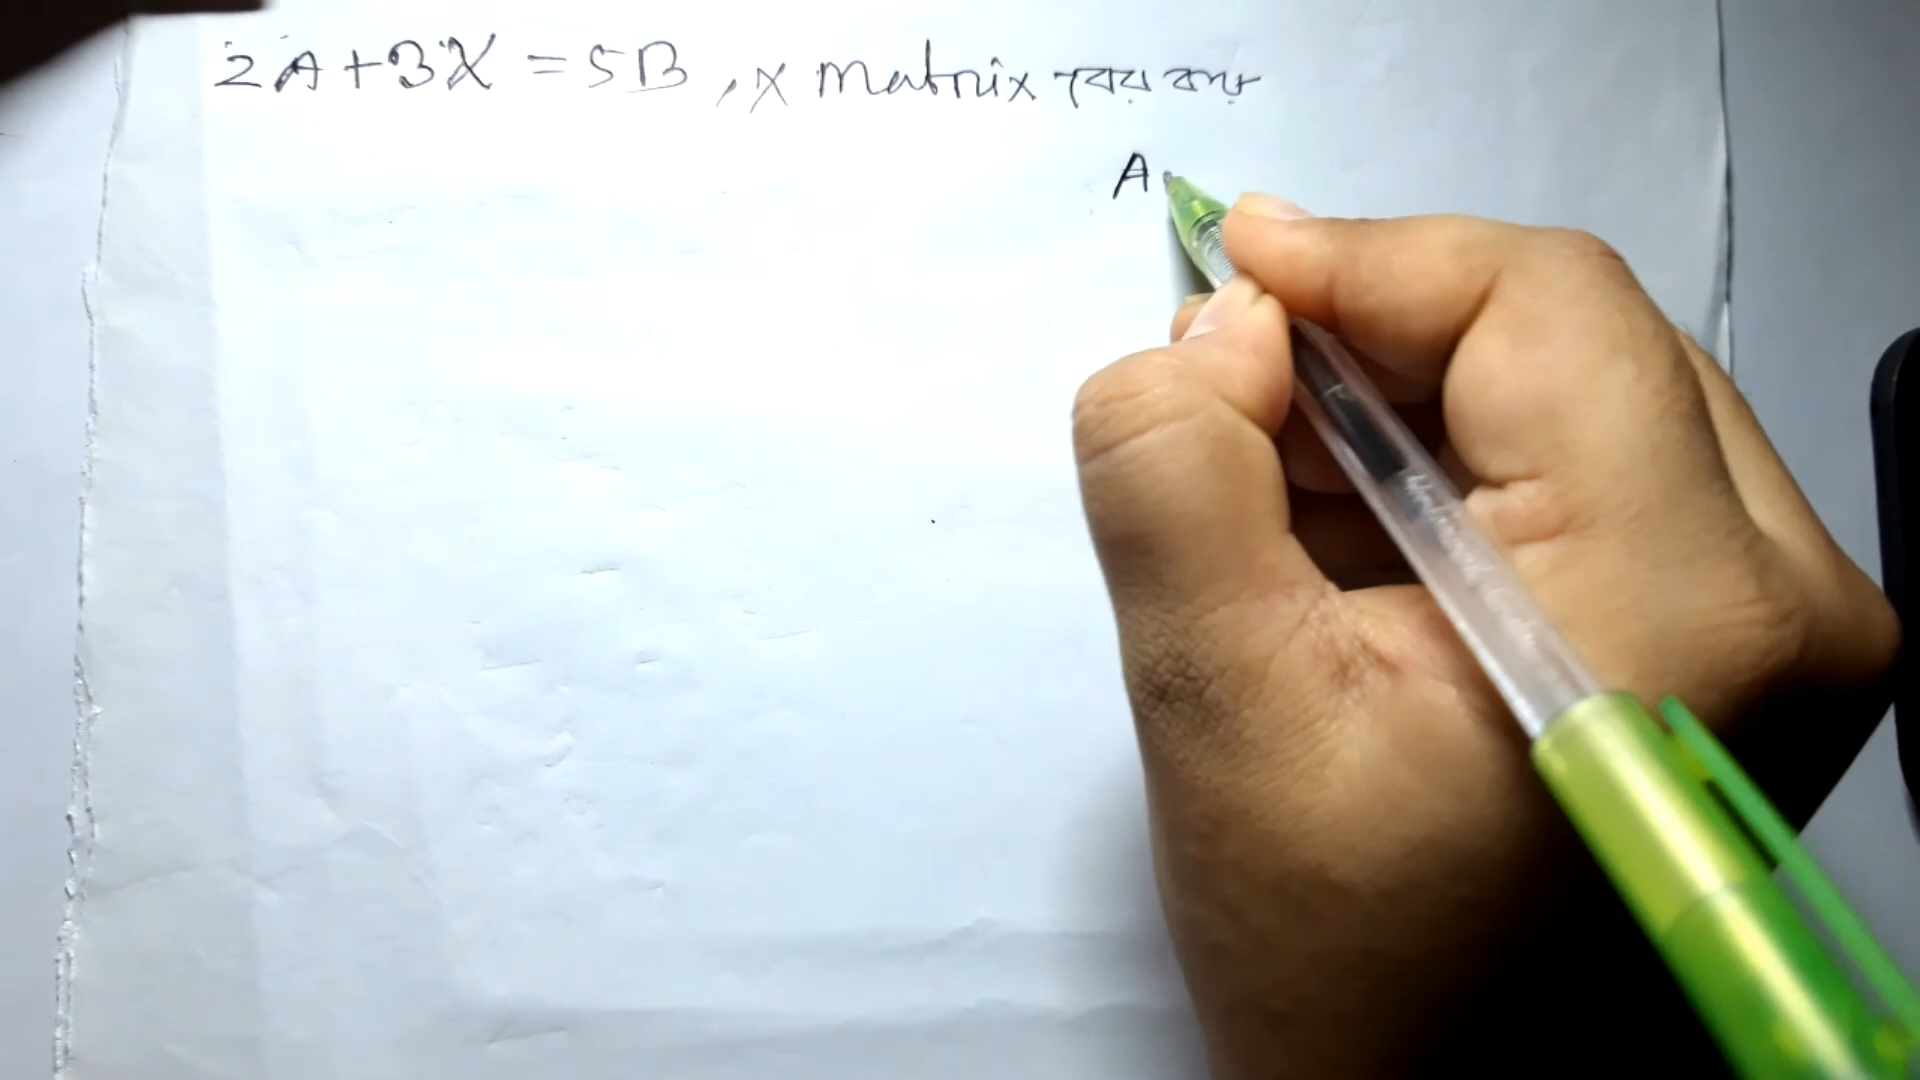 2A+3X = 5B, X matrix বের কর
A